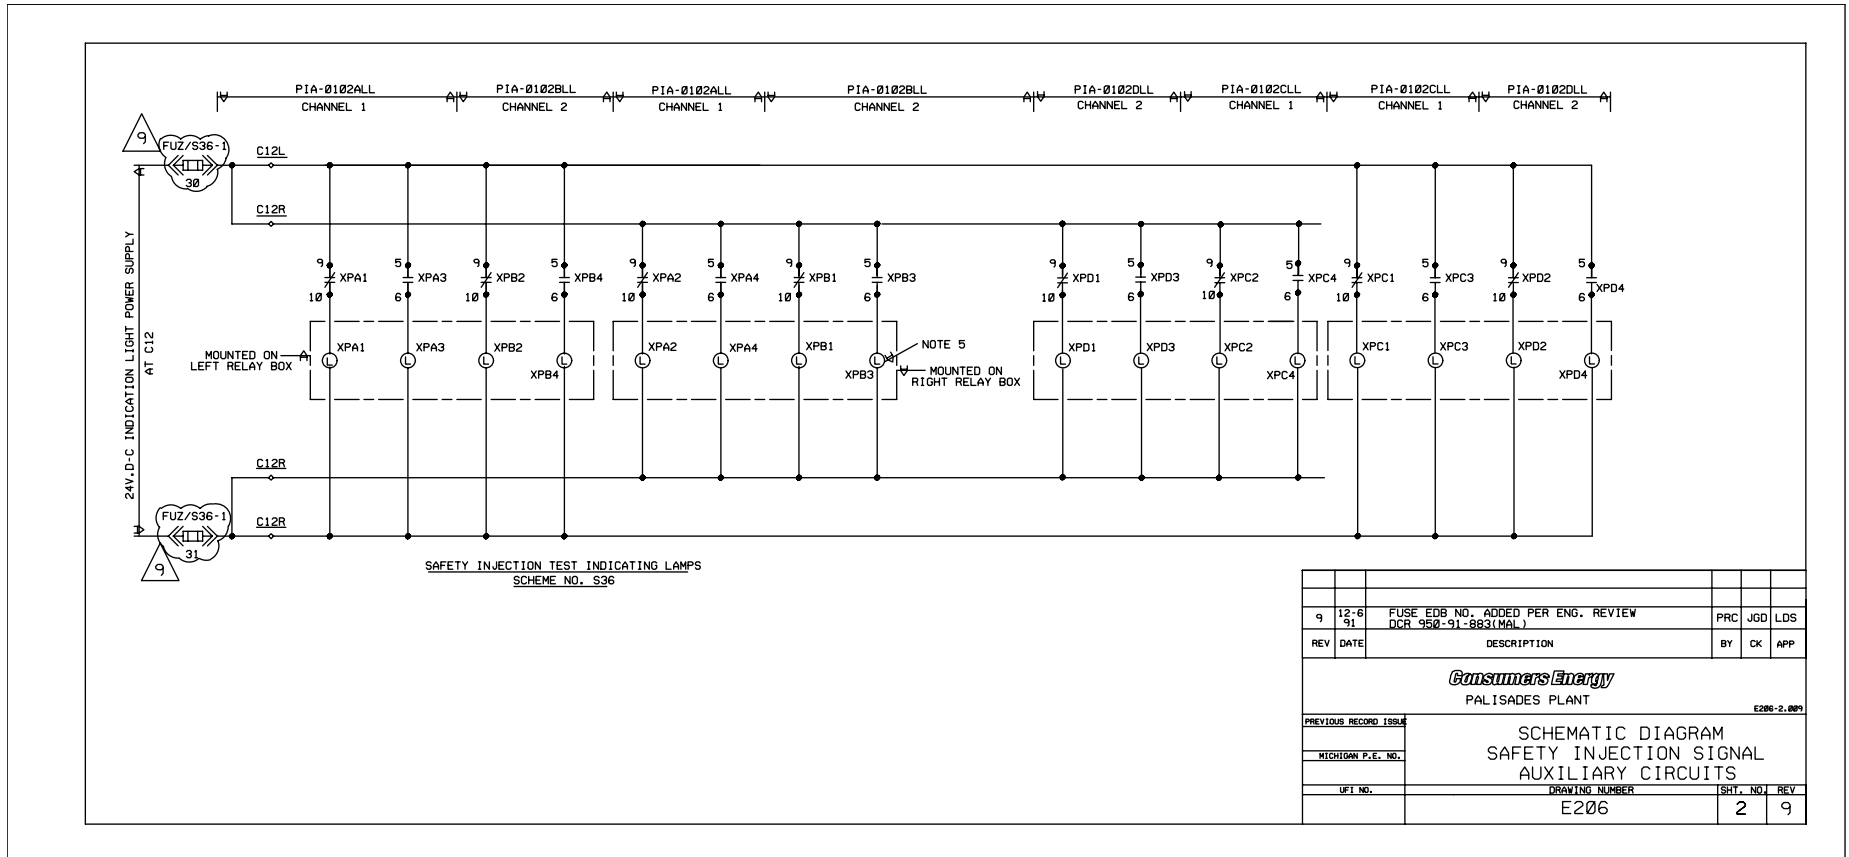 PIA-0102ALL PIA-0102BLL PIA-0102ALL PIA-0102BLL PIA-0102DLL PIA-0102CLL PIA-0102CLL PIA-0102DLL
CHANNEL 1 CHANNEL 2 CHANNEL 1 CHANNEL 2 CHANNEL 2 CHANNEL 1 CHANNEL 1 CHANNEL 2
9
FUZ/S36-1
30
C12L
C12R
24V.D-C INDICATION LIGHT POWER SUPPLY
AT C12
9 5 9 5 9 5 9 5 9 5 9 5 9 5 9 5
XPA1 XPA3 XPB2 XPB4 XPA2 XPA4 XPB1 XPB3 XPD1 XPD3 XPC2 XPC4 XPC1 XPC3 XPD2 XPD4
10 6 10 6 10 6 10 6 10 6 10 6 10 6 10 6
MOUNTED ON
LEFT RELAY BOX
XPA1 XPA3 XPB2 XPB4 XPA2 XPA4 XPB1 XPB3 XPD1 XPD3 XPC2 XPC4 XPC1 XPC3 XPD2 XPD4
L L L L L L L L L L L L L L L L
NOTE 5
MOUNTED ON
RIGHT RELAY BOX
C12R
C12R
FUZ/S36-1
31
9
SAFETY INJECTION TEST INDICATING LAMPS
SCHEME NO. S36
9 12-6 91 FUSE EDB NO. ADDED PER ENG. REVIEW PRC JGD LDS
DCR 950-91-883(MAL)
REV DATE DESCRIPTION BY CK APP
Consumers Energy
PALISADES PLANT
E206-2.009
PREVIOUS RECORD ISSUE
MICHIGAN P.E. NO.
SCHEMATIC DIAGRAM
SAFETY INJECTION SIGNAL
AUXILIARY CIRCUITS
UFI NO. DRAWING NUMBER SHT. NO. REV
E206 2 9